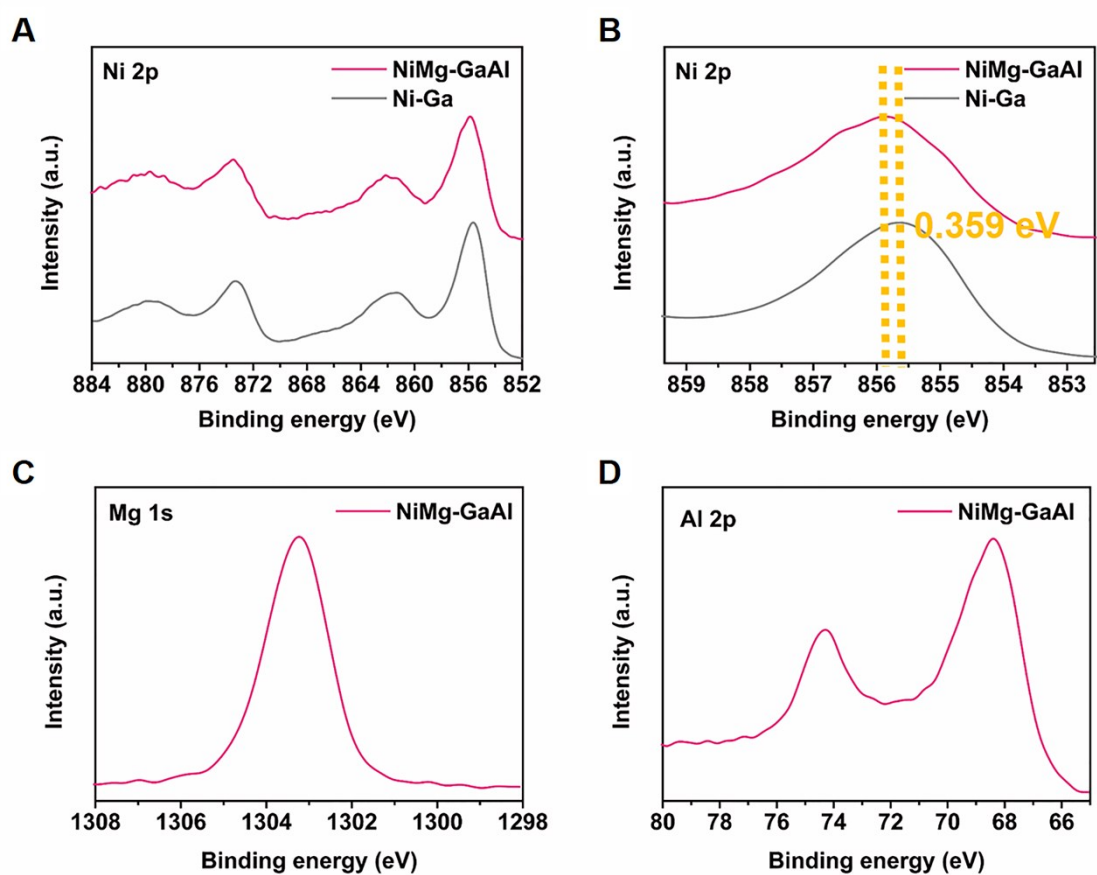 A
Ni 2p
NiMg-GaAl
Ni-Ga
Intensity (a.u.)
884 880 876 872 868 864 860 856 852
Binding energy (eV)
B
Ni 2p
NiMg-GaAl
Ni-Ga
0.359 eV
Intensity (a.u.)
859 858 857 856 855 854 853
Binding energy (eV)
C
Mg 1s
NiMg-GaAl
Intensity (a.u.)
1308 1306 1304 1302 1300 1298
Binding energy (eV)
D
Al 2p
NiMg-GaAl
Intensity (a.u.)
80 78 76 74 72 70 68 66
Binding energy (eV)